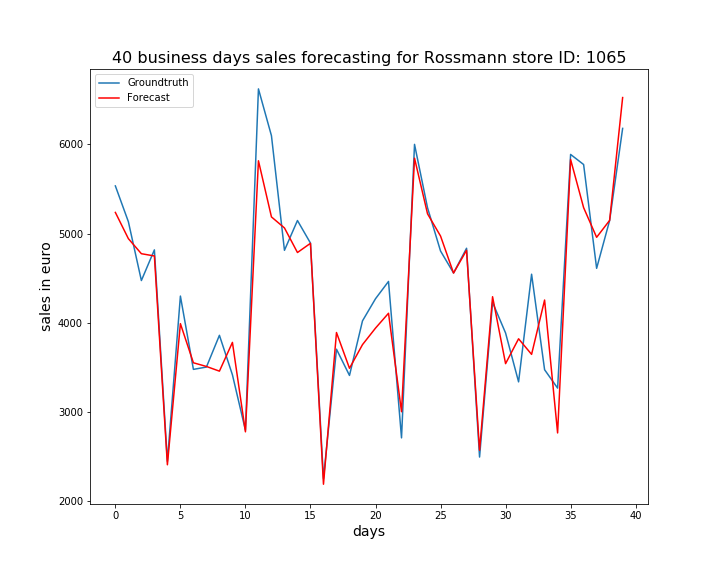 40 business days sales forecasting for Rossmann store ID: 1065
Groundtruth
Forecast
6000
5000
4000
3000
2000
sales in euro
0 5 10 15 20 25 30 35 40
days